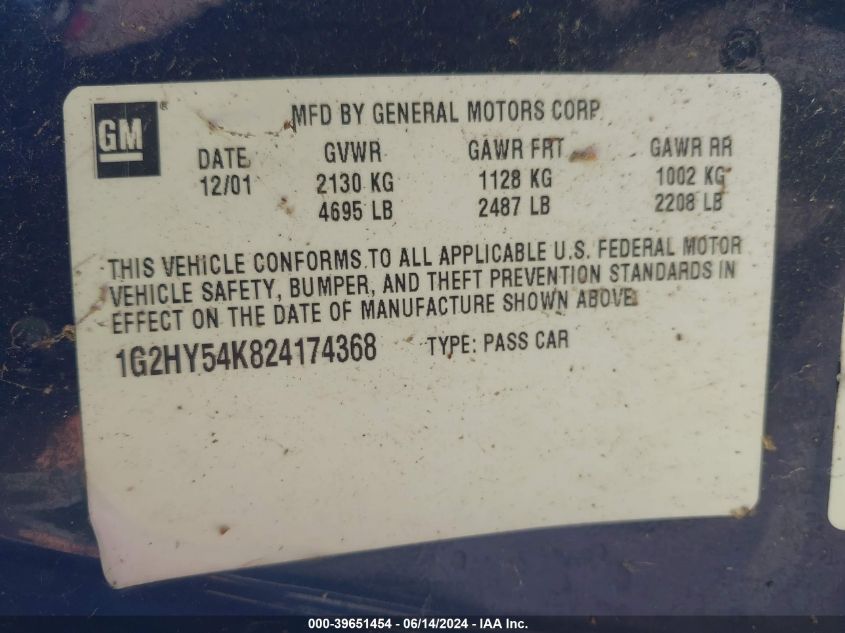 GM ® MFD BY GENERAL MOTORS CORP
DATE GVWR GAWR FRT GAWR RR
12/01 2130 KG 1128 KG 1002 KG
4695 LB 2487 LB 2208 LB
THIS VEHICLE CONFORMS TO ALL APPLICABLE U.S. FEDERAL MOTOR
VEHICLE SAFETY, BUMPER, AND THEFT PREVENTION STANDARDS IN
EFFECT ON THE DATE OF MANUFACTURE SHOWN ABOVE.
1G2HY54K824174368 TYPE: PASS CAR
000-39651454 - 06/14/2024 - IAA Inc.